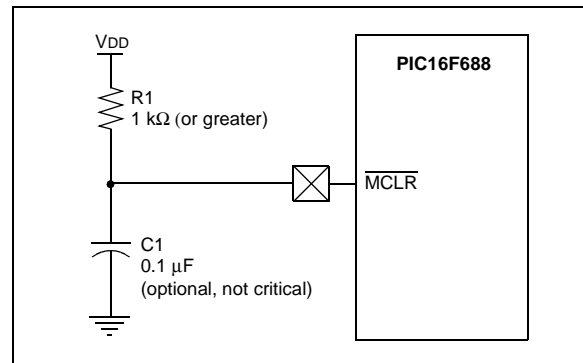 VDD
PIC16F688
R1
1 kΩ (or greater)
MCLR
C1
0.1 μF
(optional, not critical)